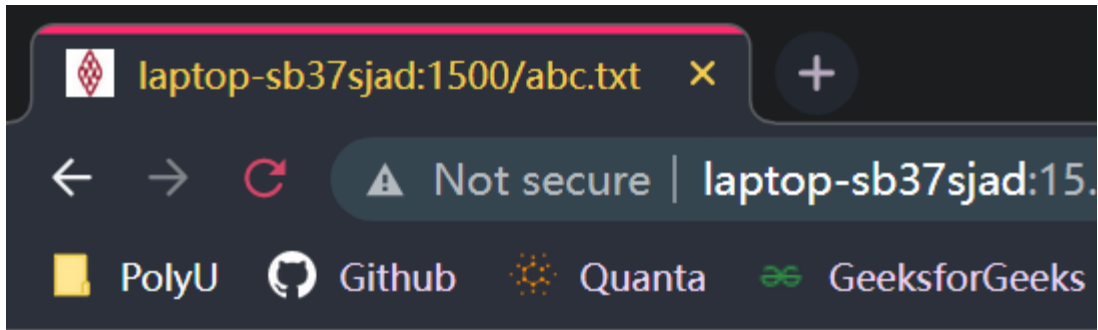 laptop-sb37sjad:1500/abc.txt
Not secure | laptop-sb37sjad:15.
PolyU Github Quanta GeeksforGeeks